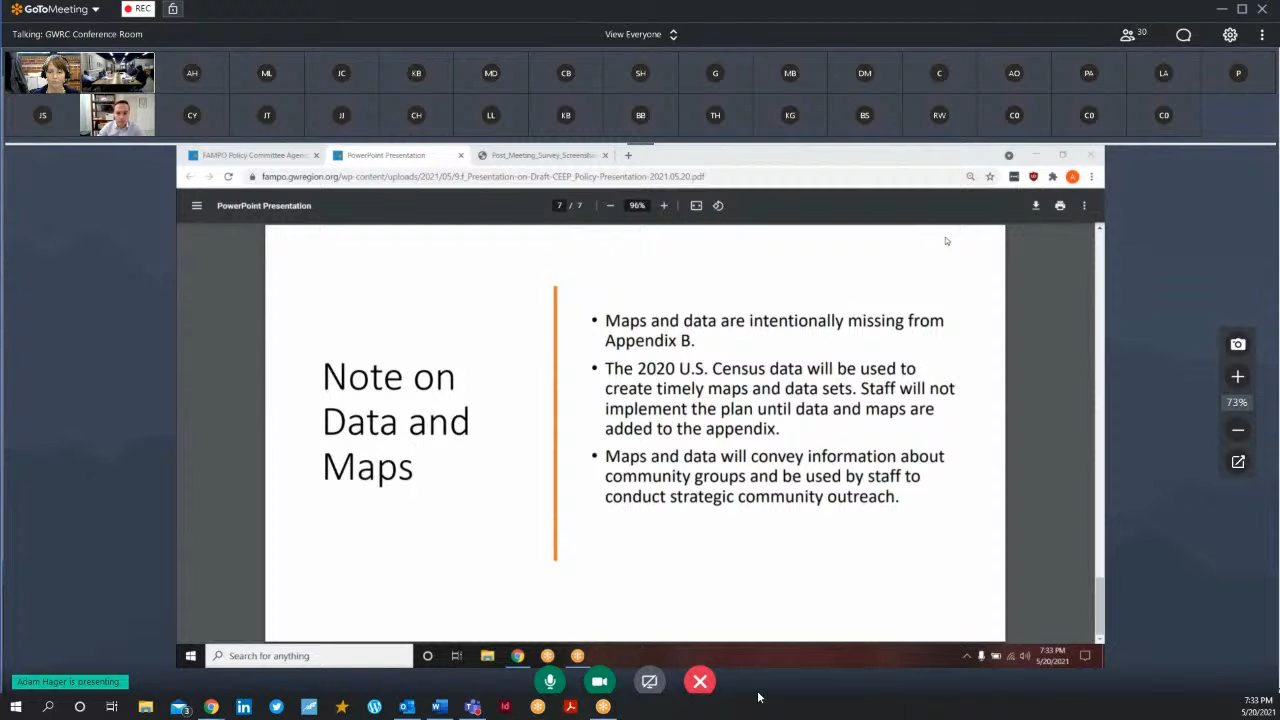 GoToMeeting
REC
Talking: GWRC Conference Room
View Everyone
30
AH ML JC KB MD CB SH G MB DM C AO PA LA P
JS CY JT JJ CH LL KB BB TH KG BS RW C0 C0 C0
FAMPO Policy Committee Agen
PowerPoint Presentation
Post_Meeting_Survey_Screensh
fampo.gwregion.org/wp-content/uploads/2021/05/9.f_Presentation-on-Draft-CEEP_Policy-Presentation-2021.05.20.pdf
A
PowerPoint Presentation
7 / 7
96%
Note on
Data and
Maps
• Maps and data are intentionally missing from
Appendix B.
• The 2020 U.S. Census data will be used to
create timely maps and data sets. Staff will not
implement the plan until data and maps are
added to the appendix.
• Maps and data will convey information about
community groups and be used by staff to
conduct strategic community outreach.
73%
Search for anything
7:33 PM
5/20/2021
Adam Hager is presenting.
7:33 PM
5/20/2021